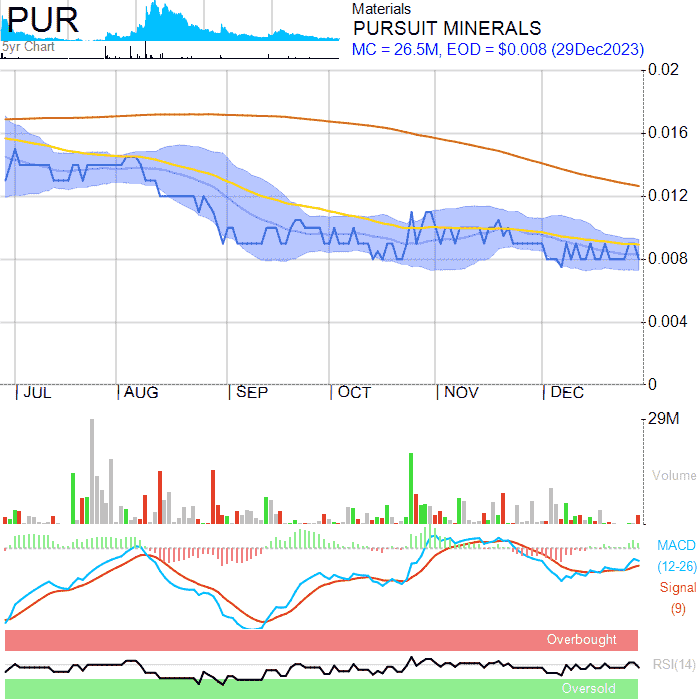 PUR
5yr Chart
Materials
PURSUIT MINERALS
MC = 26.5M, EOD = $0.008 (29Dec2023)
0.02
0.016
0.012
0.008
0.004
0
JUL AUG SEP OCT NOV DEC
29M
Volume
MACD
(12-26)
Signal
(9)
Overbought
RSI(14)
Oversold